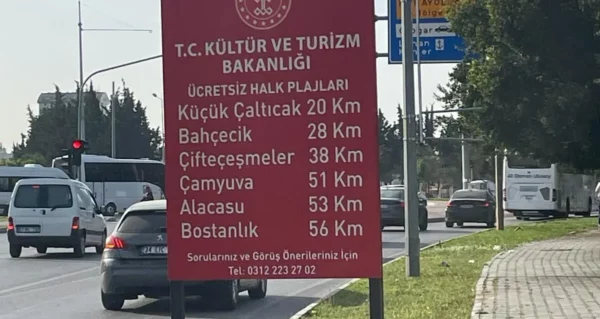 T.C. KÜLTÜR VE TURİZM
BAKANLIĞI
ÜCRETSİZ HALK PLAJLARI
Küçük Çaltıcak 20 Km
Bahçecik 28 Km
Çifteçeşmeler 38 Km
Çamyuva 51 Km
Alacasu 53 Km
Bostanlık 56 Km
Sorularınız ve Görüş Önerileriniz İçin
Tel: 0312 223 27 02